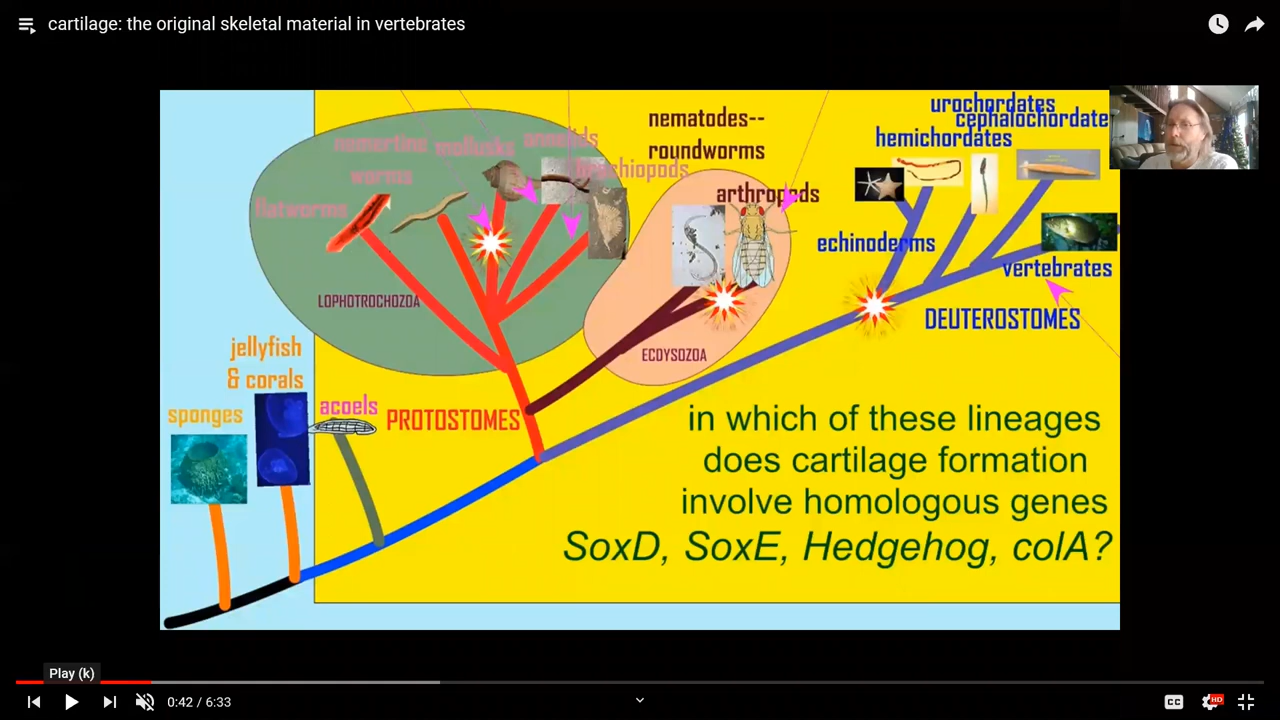 cartilage: the original skeletal material in vertebrates
urochordates
cephalochordate
nematodes--
roundworms
hemichordates
nemertine
worms
mollusks
annelids
brachiopods
flatworms
arthropods
echinoderms
vertebrates
LOPHOTROCHOZOA
DEUTEROSTOMES
ECDYSOZOA
jellyfish
& corals
sponges
acoels
PROTOSTOMES
in which of these lineages
does cartilage formation
involve homologous genes
SoxD, SoxE, Hedgehog, colA?
Play (k)
0:42 / 6:33
CC
HD